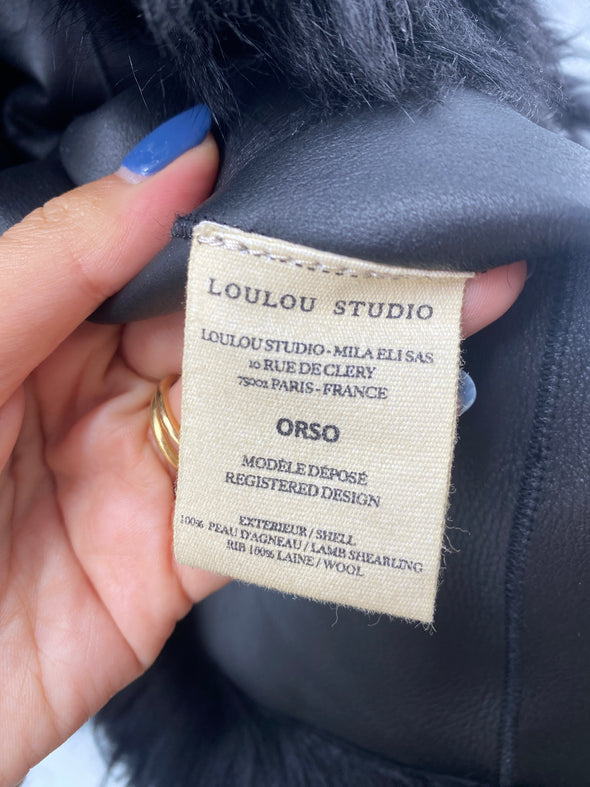 LOULOU STUDIO
LOULOU STUDIO-MILA ELI SAS
10 RUE DE CLERY
75002 PARIS-FRANCE
ORSO
MODÈLE DÉPOSÉ
REGISTERED DESIGN
EXTERIEUR/SHELL
100% PEAU D'AGNEAU/LAMB SHEARLING
RIB 100% LAINE/WOOL